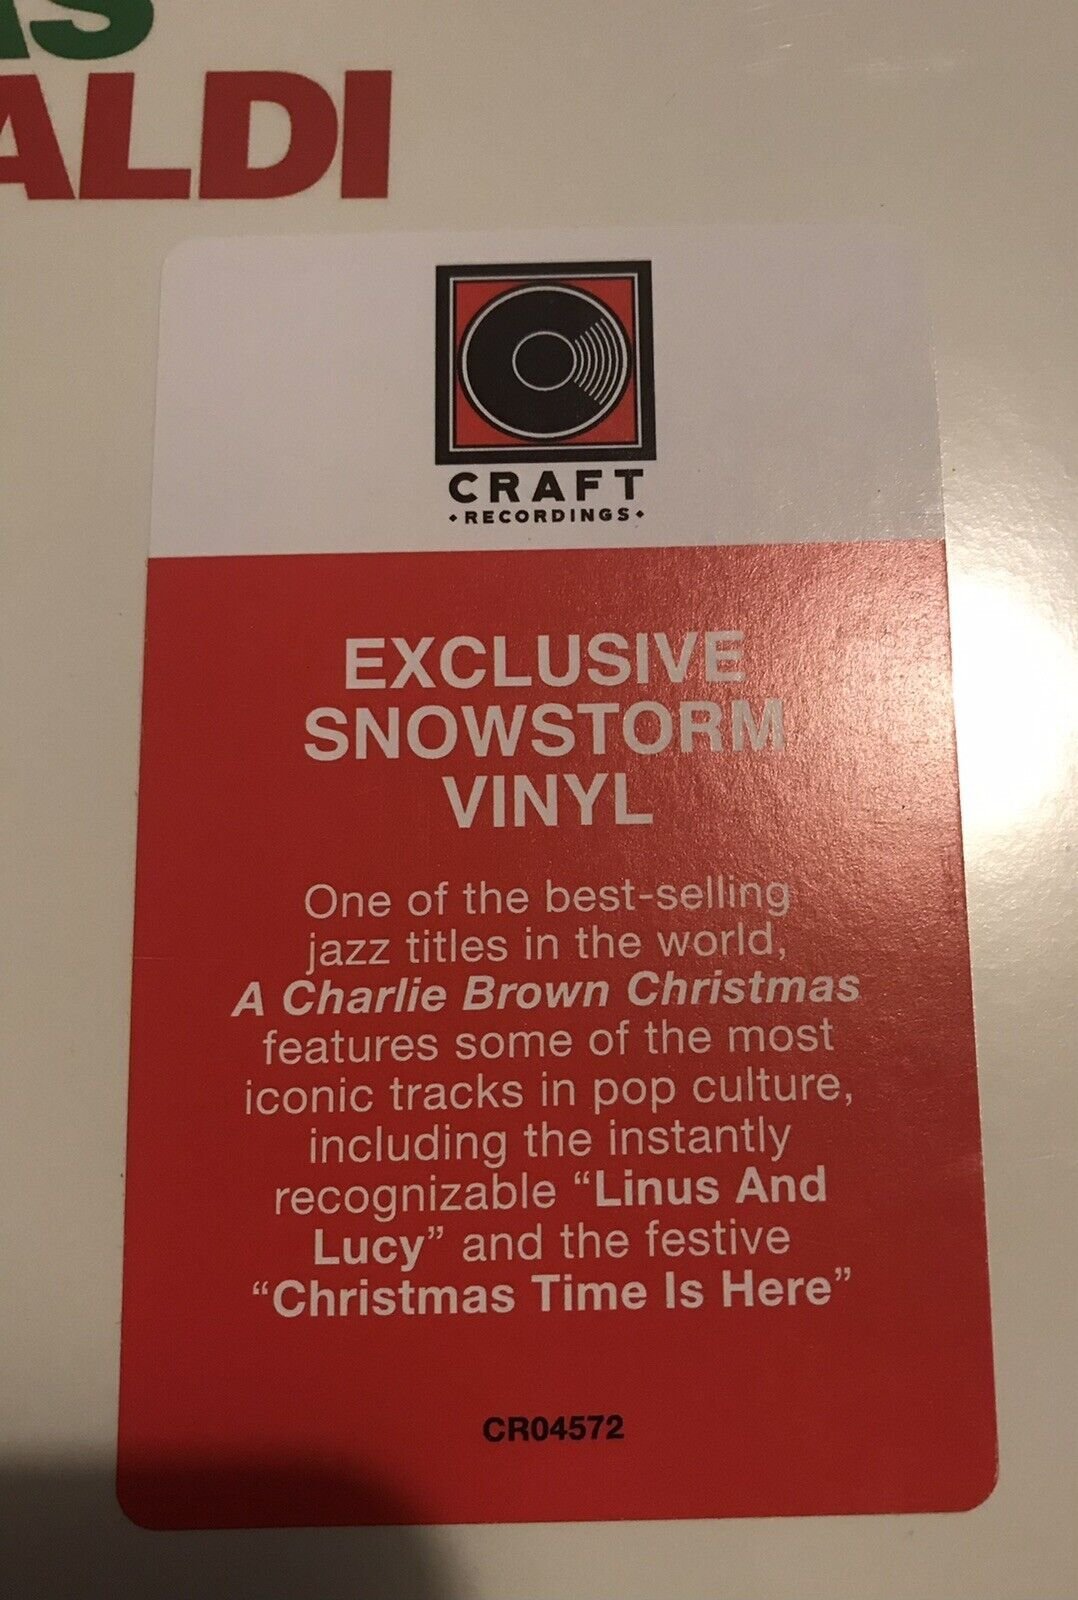 AS
ALDI
CRAFT
RECORDINGS
EXCLUSIVE
SNOWSTORM
VINYL
One of the best-selling
jazz titles in the world,
A Charlie Brown Christmas
features some of the most
iconic tracks in pop culture,
including the instantly
recognizable “Linus And
Lucy” and the festive
“Christmas Time Is Here”
CR04572